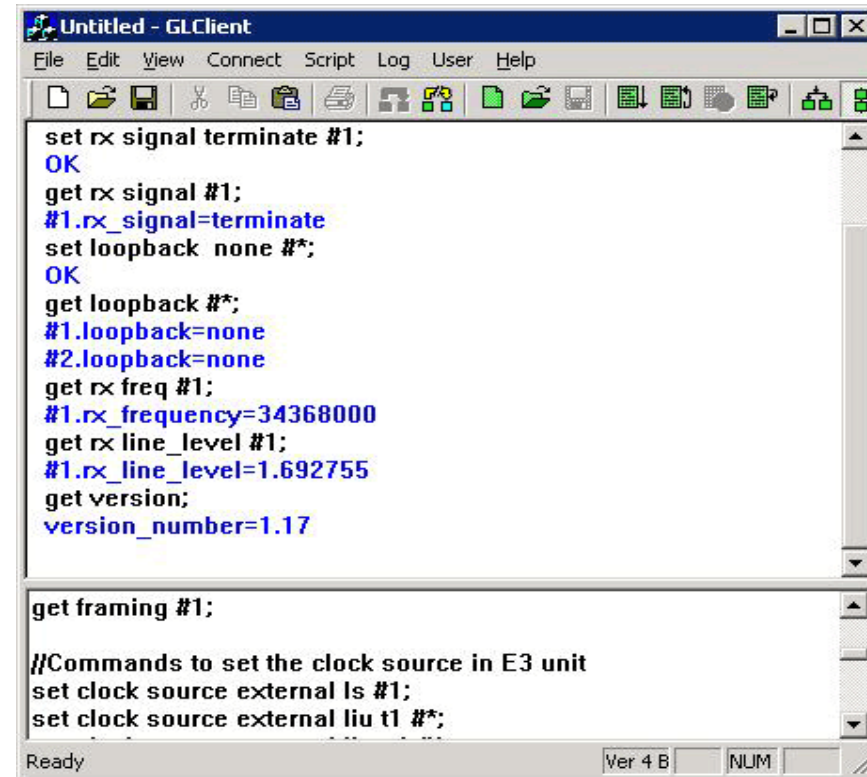 Untitled - GLClient
File Edit View Connect Script Log User Help
set rx signal terminate #1;
OK
get rx signal #1;
#1.rx_signal=terminate
set loopback  none #*;
OK
get loopback #*;
#1.loopback=none
#2.loopback=none
get rx freq #1;
#1.rx_frequency=34368000
get rx line_level #1;
#1.rx_line_level=1.692755
get version;
version_number=1.17
get framing #1;
//Commands to set the clock source in E3 unit
set clock source external ls #1;
set clock source external liu t1 #*;
Ready Ver 4 B NUM